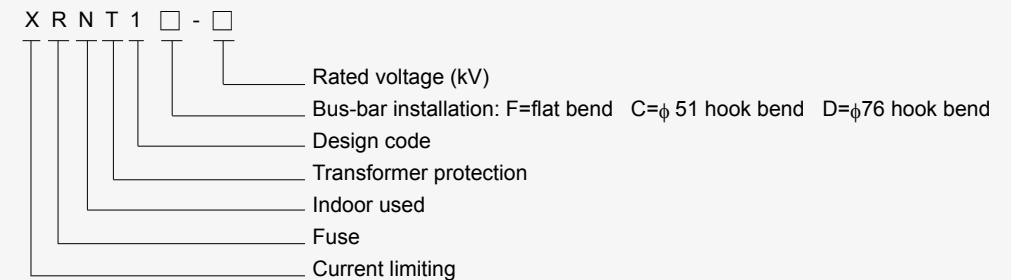 X R N T 1 □ - □
Rated voltage (kV)
Bus-bar installation: F=flat bend C=ϕ 51 hook bend D=ϕ76 hook bend
Design code
Transformer protection
Indoor used
Fuse
Current limiting